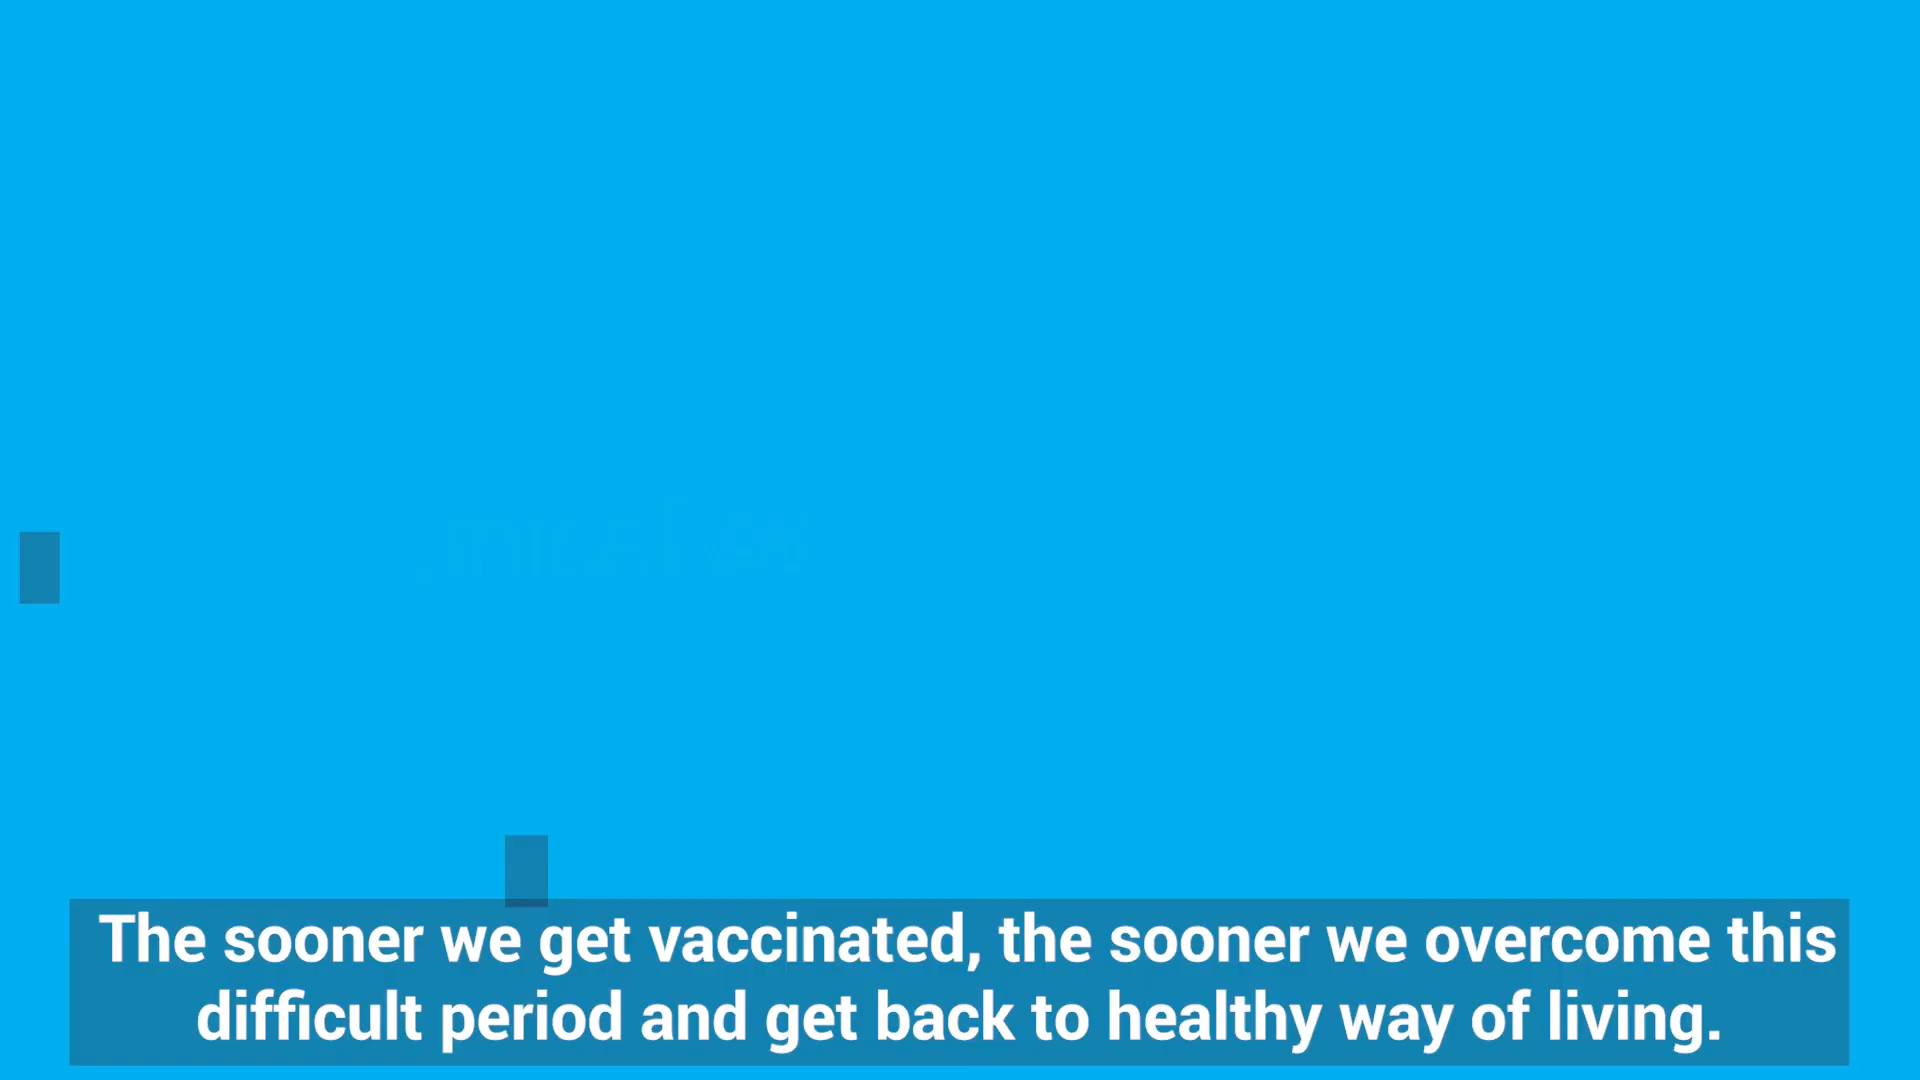 The sooner we get vaccinated, the sooner we overcome this
difficult period and get back to healthy way of living.